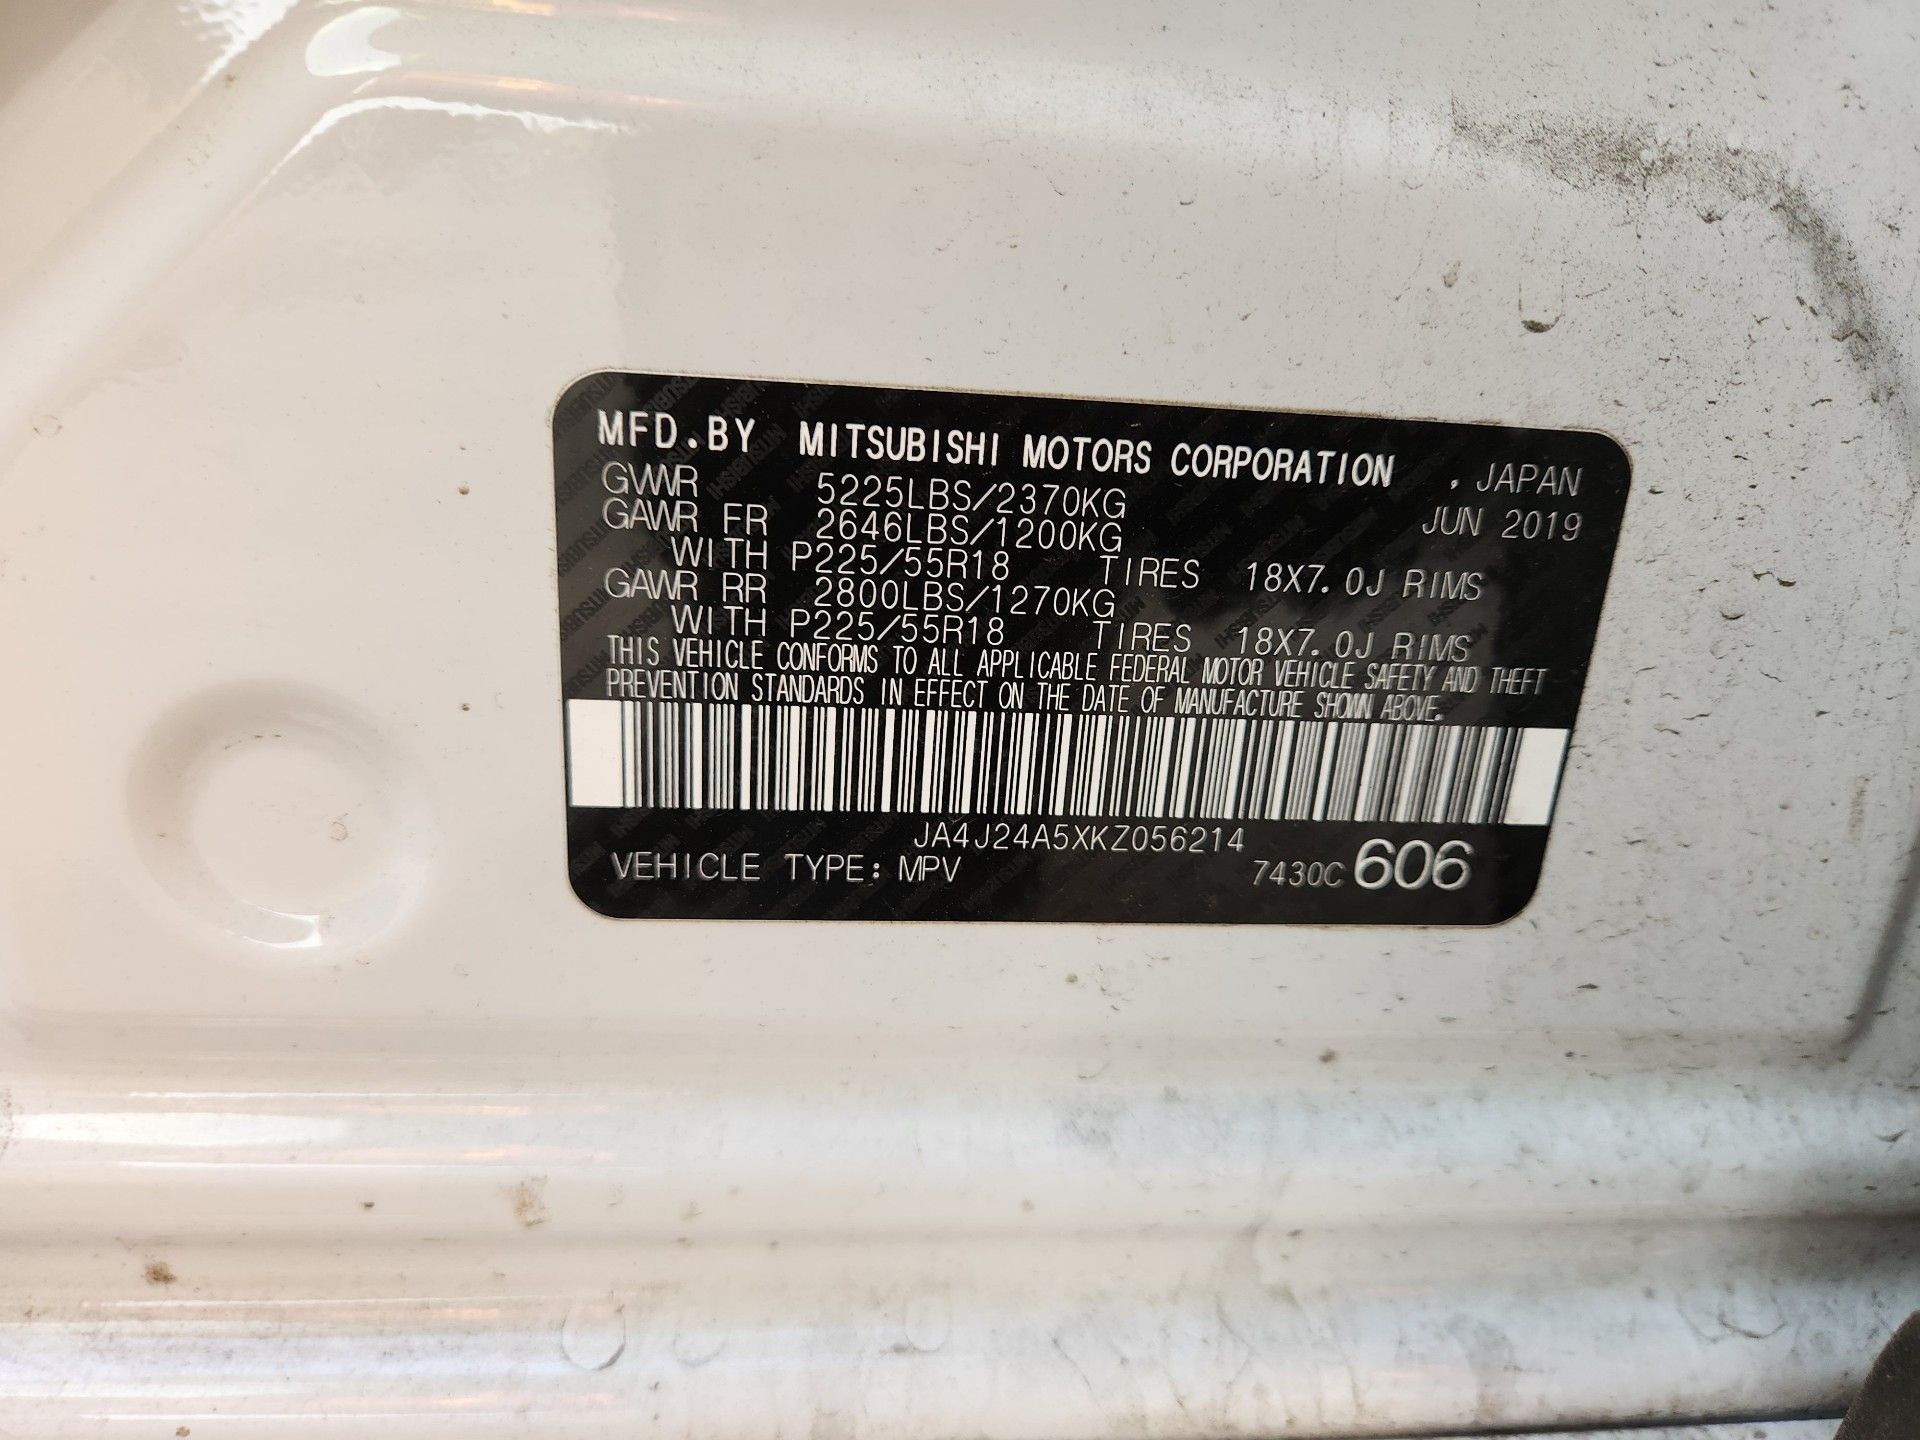 MFD.BY MITSUBISHI MOTORS CORPORATION , JAPAN
GVWR 5225LBS/2370KG JUN 2019
GAWR FR 2646LBS/1200KG
WITH P225/55R18 TIRES 18X7.0J RIMS
GAWR RR 2800LBS/1270KG
WITH P225/55R18 TIRES 18X7.0J RIMS
THIS VEHICLE CONFORMS TO ALL APPLICABLE FEDERAL MOTOR VEHICLE SAFETY AND THEFT
PREVENTION STANDARDS IN EFFECT ON THE DATE OF MANUFACTURE SHOWN ABOVE.
JA4J24A5XKZ056214
VEHICLE TYPE: MPV 7430C 606